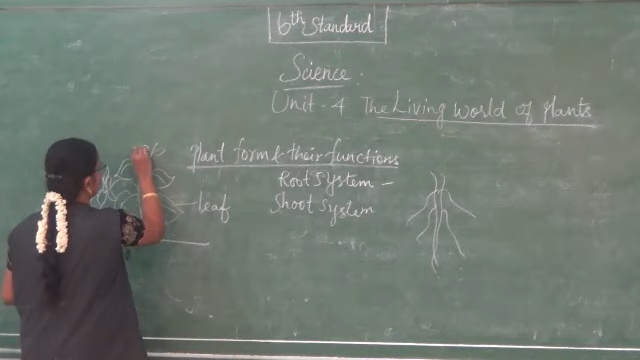 6th Standard
Science.
Unit - 4 The Living World of plants
plant form & their functions
Root System -
Shoot System
leaf